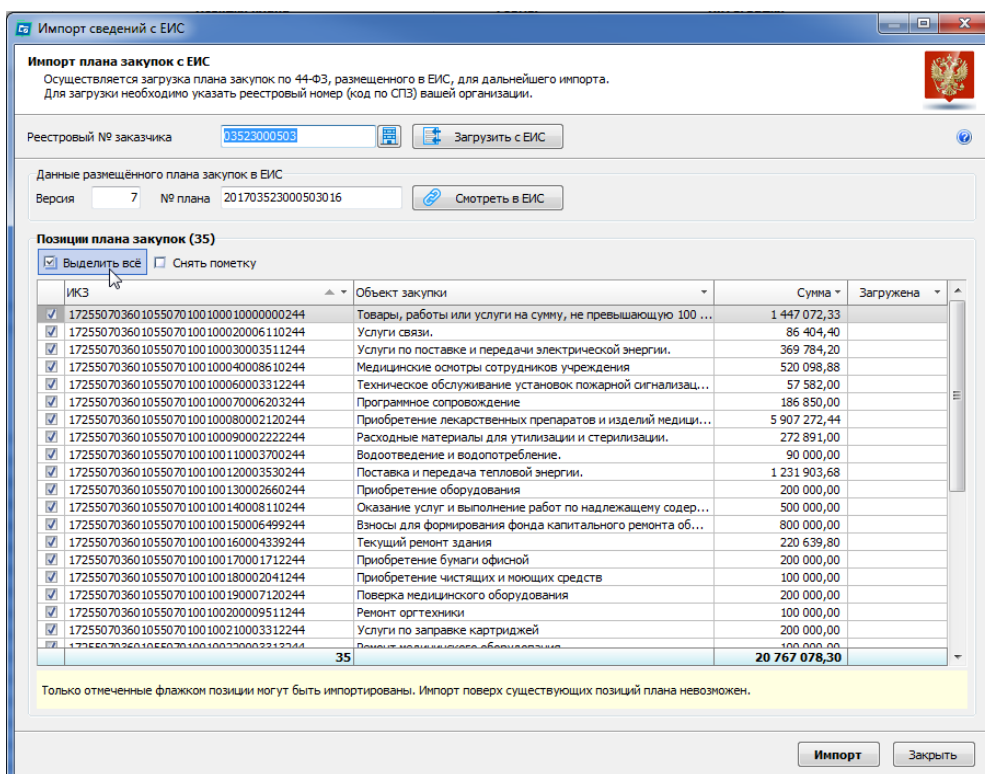 Импорт сведений с ЕИС
Импорт плана закупок с ЕИС
Осуществляется загрузка плана закупок по 44-ФЗ, размещенного в ЕИС, для дальнейшего импорта.
Для загрузки необходимо указать реестровый номер (код по СПЗ) вашей организации.
Реестровый № заказчика 03523000503 Загрузить с ЕИС
Данные размещённого плана закупок в ЕИС
Версия 7 № плана 201703523000503016 Смотреть в ЕИС
Позиции плана закупок (35)
Выделить всё Снять пометку
ИКЗ Объект закупки Сумма Загружена
172550703601055070100100010000000244 Товары, работы или услуги на сумму, не превышающую 100 ... 1 447 072,33
172550703601055070100100020006110244 Услуги связи. 86 404,40
172550703601055070100100030003511244 Услуги по поставке и передачи электрической энергии. 369 784,20
172550703601055070100100040008610244 Медицинские осмотры сотрудников учреждения 520 098,88
172550703601055070100100060003312244 Техническое обслуживание установок пожарной сигнализац... 57 582,00
172550703601055070100100070006203244 Программное сопровождение 186 850,00
172550703601055070100100080002120244 Приобретение лекарственных препаратов и изделий медици... 5 907 272,44
172550703601055070100100090002222244 Расходные материалы для утилизации и стерилизации. 272 891,00
172550703601055070100100110003700244 Водоотведение и водопотребление. 90 000,00
172550703601055070100100120003530244 Поставка и передача тепловой энергии. 1 231 903,68
172550703601055070100100130002660244 Приобретение оборудования 200 000,00
172550703601055070100100140008110244 Оказание услуг и выполнение работ по надлежащему содер... 500 000,00
172550703601055070100100150006499244 Взносы для формирования фонда капитального ремонта об... 800 000,00
172550703601055070100100160004339244 Текущий ремонт здания 220 639,80
172550703601055070100100170001712244 Приобретение бумаги офисной 200 000,00
172550703601055070100100180002041244 Приобретение чистящих и моющих средств 100 000,00
172550703601055070100100190007120244 Поверка медицинского оборудования 200 000,00
172550703601055070100100200009511244 Ремонт оргтехники 100 000,00
172550703601055070100100210003312244 Услуги по заправке картриджей 200 000,00
172550703601055070100100220003313244 Ремонт медицинского оборудования 100 000,00
35 20 767 078,30
Только отмеченные флажком позиции могут быть импортированы. Импорт поверх существующих позиций плана невозможен.
Импорт Закрыть